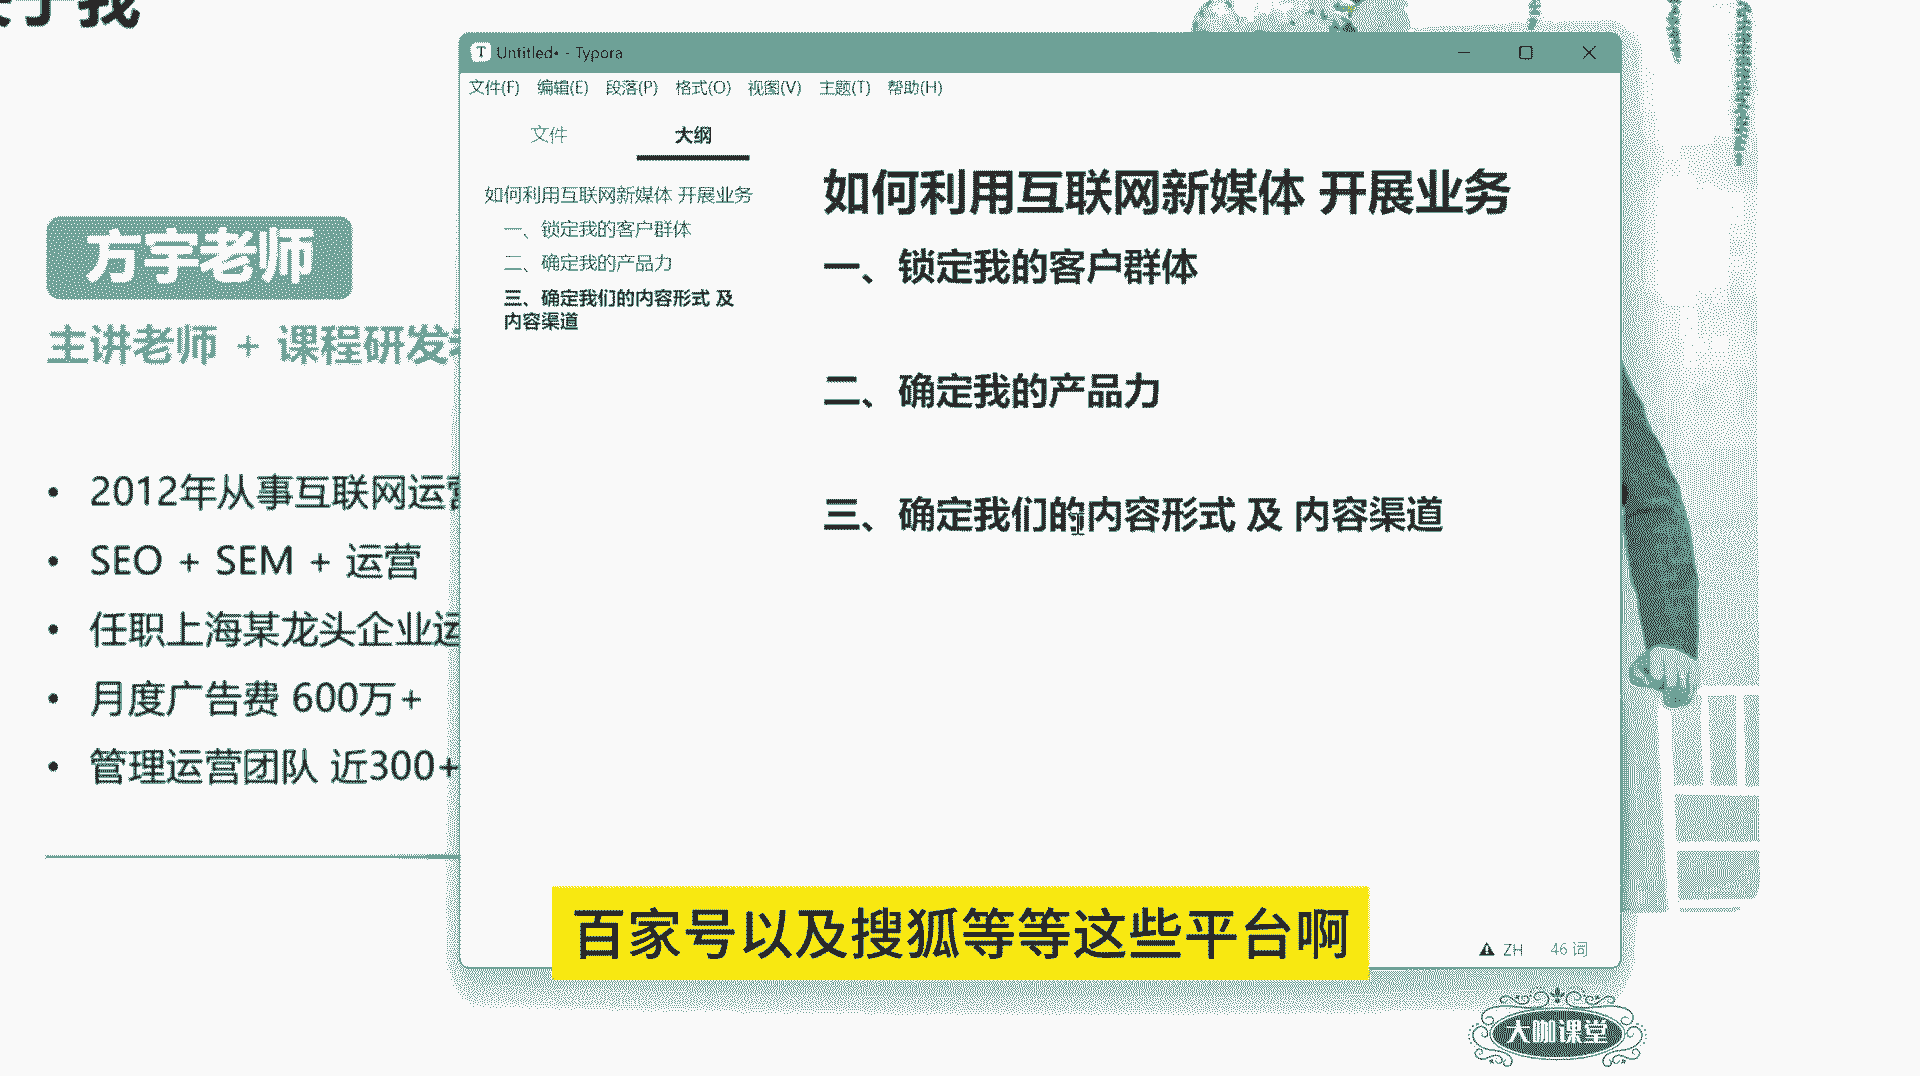 关于我
方宇老师
主讲老师 + 课程研发
2012年从事互联网运营
SEO + SEM + 运营
任职上海某龙头企业运
月度广告费 600万+
管理运营团队 近300+
Untitled• - Typora
文件(F) 编辑(E) 段落(P) 格式(O) 视图(V) 主题(T) 帮助(H)
文件 大纲
如何利用互联网新媒体 开展业务
一、锁定我的客户群体
二、确定我的产品力
三、确定我们的内容形式 及
内容渠道
如何利用互联网新媒体 开展业务
一、锁定我的客户群体
二、确定我的产品力
三、确定我们的内容形式 及 内容渠道
ZH 46 词
百家号以及搜狐等等这些平台啊
大咖课堂